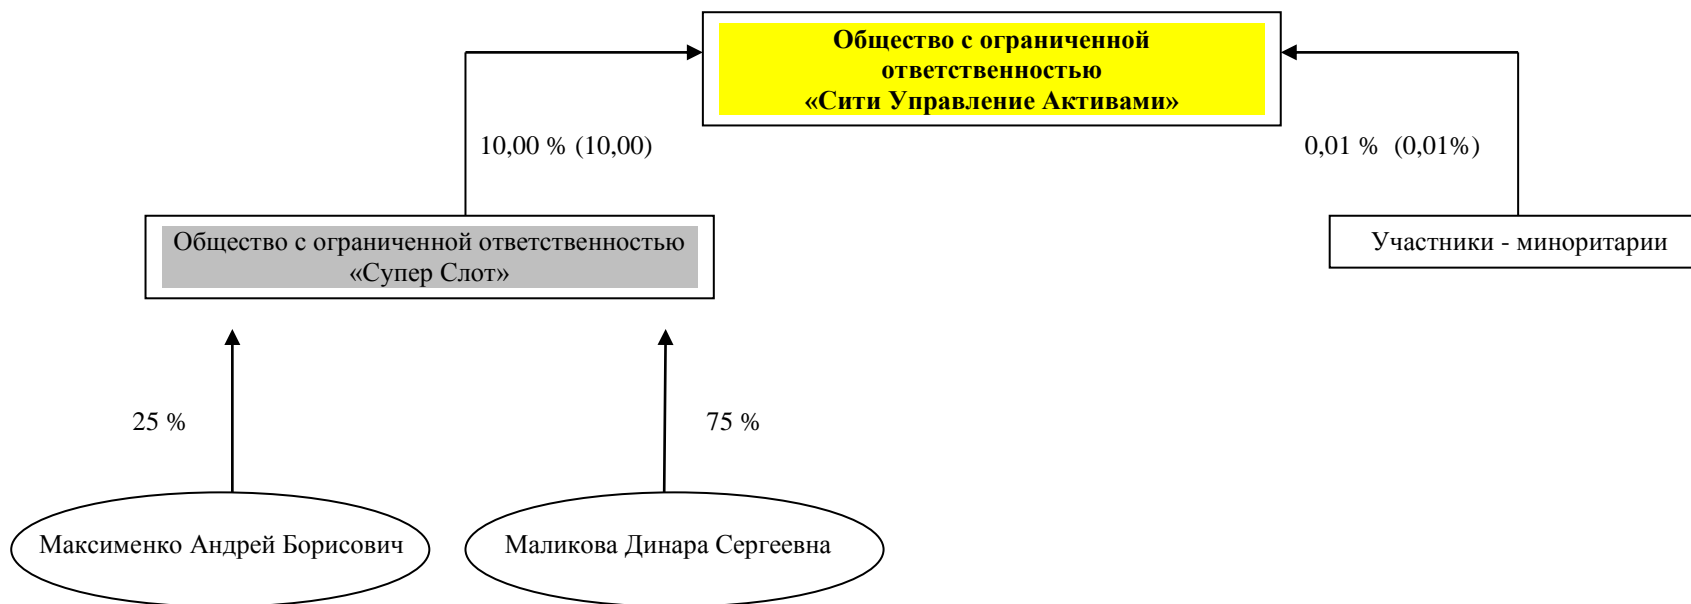 Общество с ограниченной
ответственностью
«Сити Управление Активами»
10,00 % (10,00)
0,01 % (0,01%)
Общество с ограниченной ответственностью
«Супер Слот»
Участники - миноритарии
25 %
75 %
Максименко Андрей Борисович
Маликова Динара Сергеевна